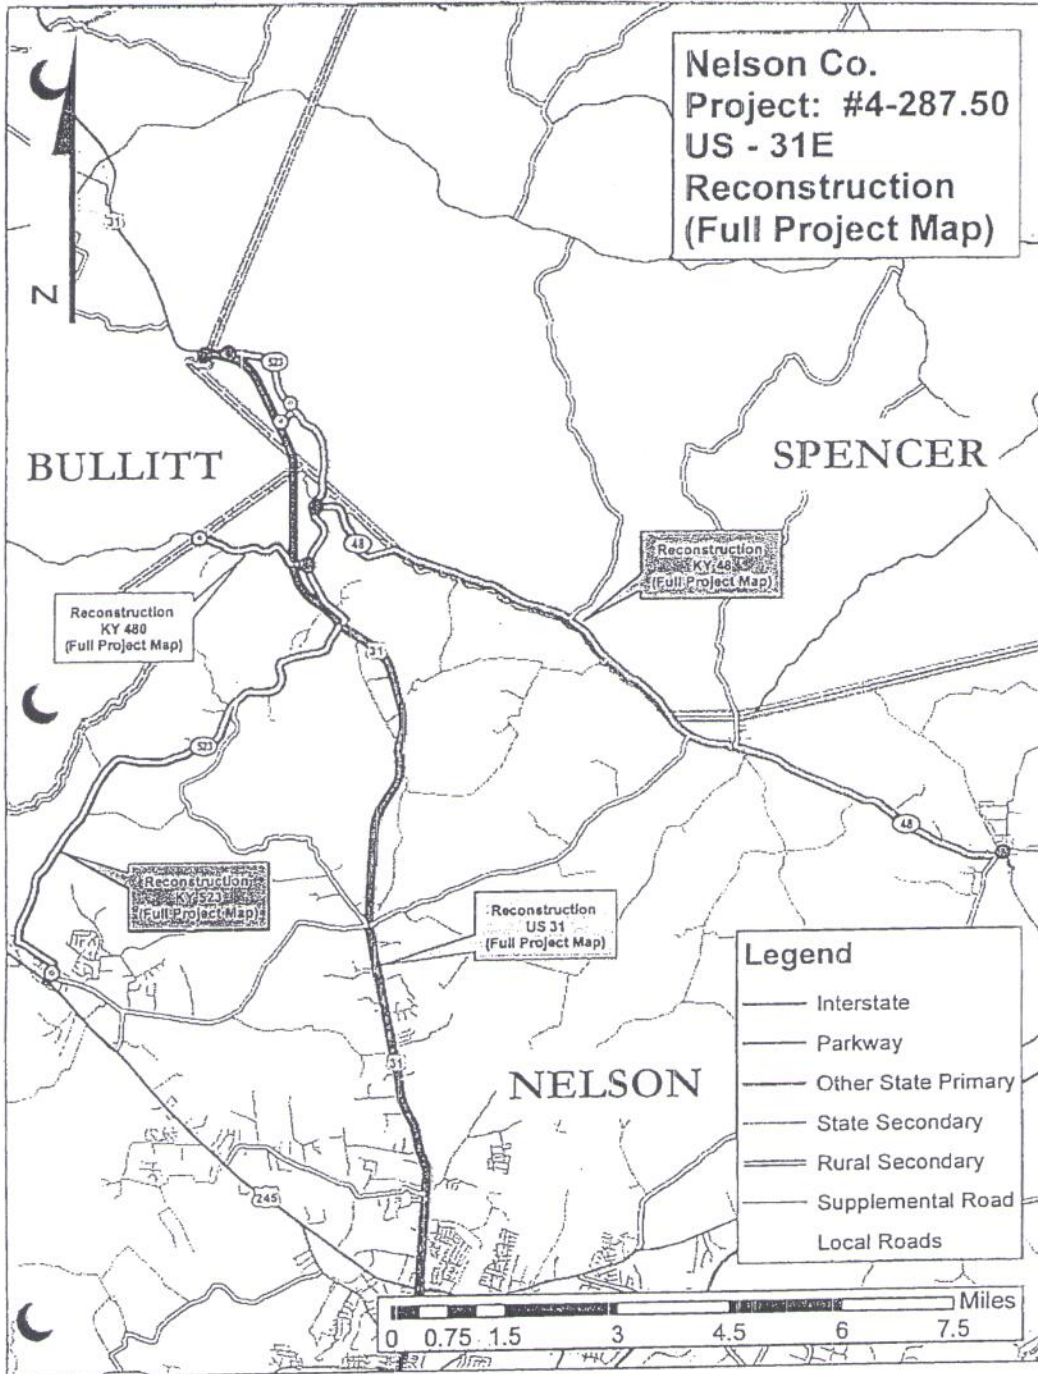 Nelson Co.
Project: #4-287.50
US - 31E
Reconstruction
(Full Project Map)
N
31
523
BULLITT
SPENCER
48
Reconstruction
KY 48
(Full Project Map)
Reconstruction
KY 480
(Full Project Map)
31
523
48
Reconstruction
KY 523
(Full Project Map)
Reconstruction
US 31
(Full Project Map)
31
NELSON
245
Legend
Interstate
Parkway
Other State Primary
State Secondary
Rural Secondary
Supplemental Road
Local Roads
Miles
0 0.75 1.5 3 4.5 6 7.5